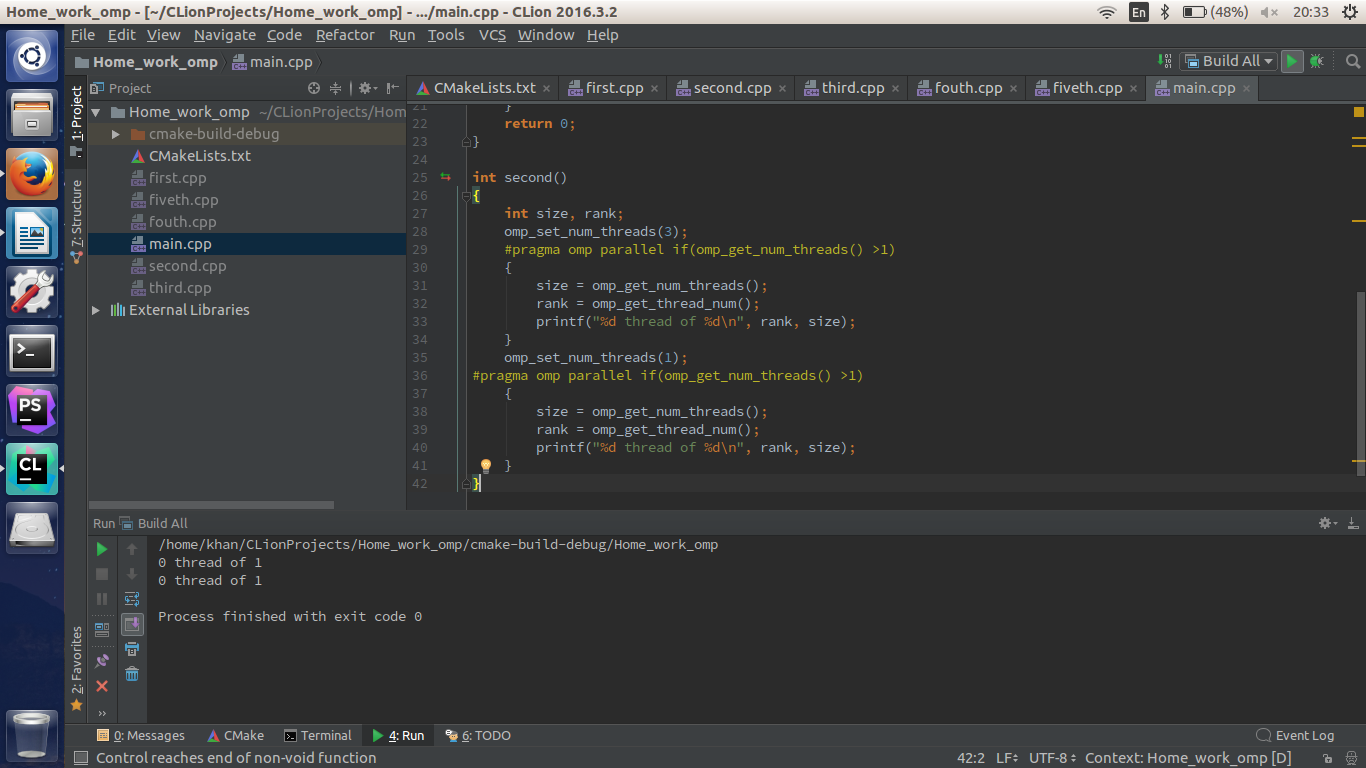 Home_work_omp - [~/CLionProjects/Home_work_omp] - .../main.cpp - CLion 2016.3.2
En (48%) 20:33
File Edit View Navigate Code Refactor Run Tools VCS Window Help
Home_work_omp main.cpp
Build All
Project
CMakeLists.txt first.cpp second.cpp third.cpp fouth.cpp fiveth.cpp main.cpp
1: Project
7: Structure
2: Favorites
Home_work_omp ~/CLionProjects/Hom
cmake-build-debug
CMakeLists.txt
first.cpp
fiveth.cpp
fouth.cpp
main.cpp
second.cpp
third.cpp
External Libraries
21 }
22 return 0;
23 }
24
25 int second()
26 {
27 int size, rank;
28 omp_set_num_threads(3);
29 #pragma omp parallel if(omp_get_num_threads() >1)
30 {
31 size = omp_get_num_threads();
32 rank = omp_get_thread_num();
33 printf("%d thread of %d\n", rank, size);
34 }
35 omp_set_num_threads(1);
36 #pragma omp parallel if(omp_get_num_threads() >1)
37 {
38 size = omp_get_num_threads();
39 rank = omp_get_thread_num();
40 printf("%d thread of %d\n", rank, size);
41 }
42 }
PS
CL
Run Build All
/home/khan/CLionProjects/Home_work_omp/cmake-build-debug/Home_work_omp
0 thread of 1
0 thread of 1
Process finished with exit code 0
0: Messages CMake Terminal 4: Run 6: TODO Event Log
Control reaches end of non-void function 42:2 LF UTF-8 Context: Home_work_omp [D]